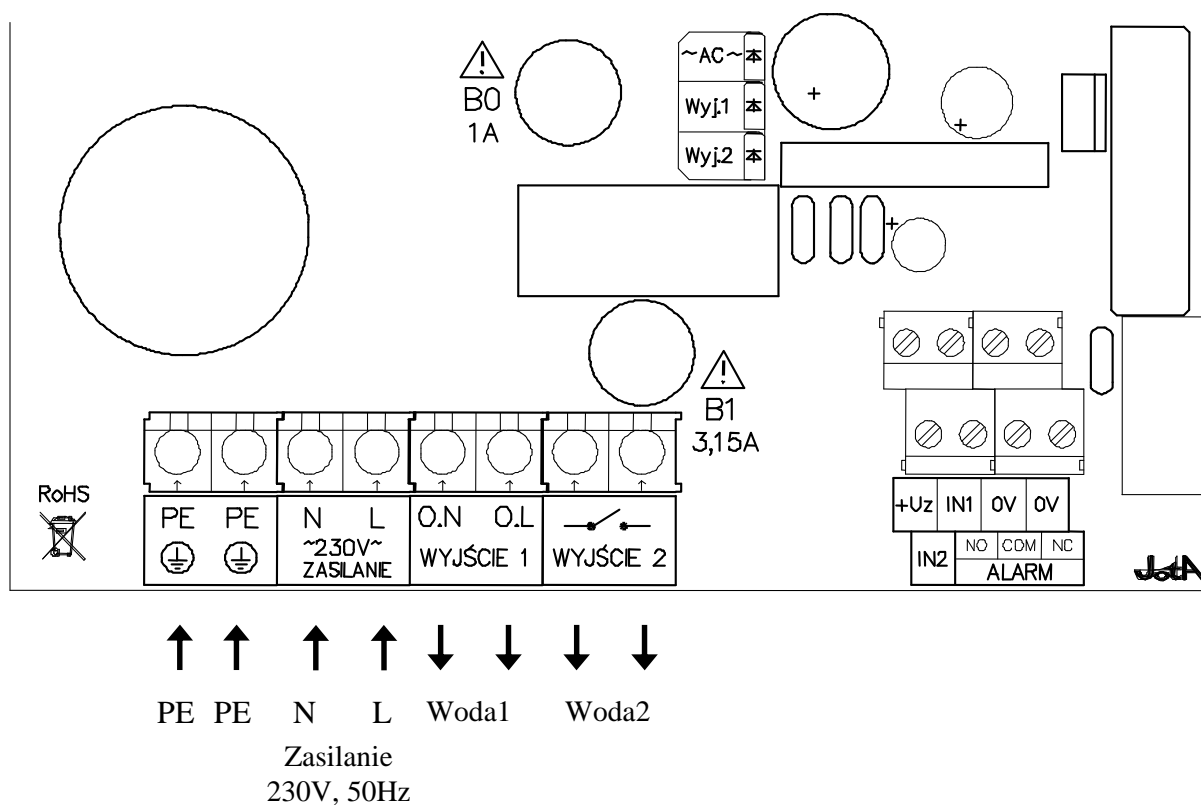 ~AC~
Wyj.1
Wyj.2
B0
1A
B1
3,15A
RoHS
PE PE
N L
~230V~
ZASILANIE
O.N O.L
WYJŚCIE 1
WYJŚCIE 2
+Uz IN1 0V 0V
IN2
NO COM NC
ALARM
JotA
PE PE N L Woda1 Woda2
Zasilanie
230V, 50Hz